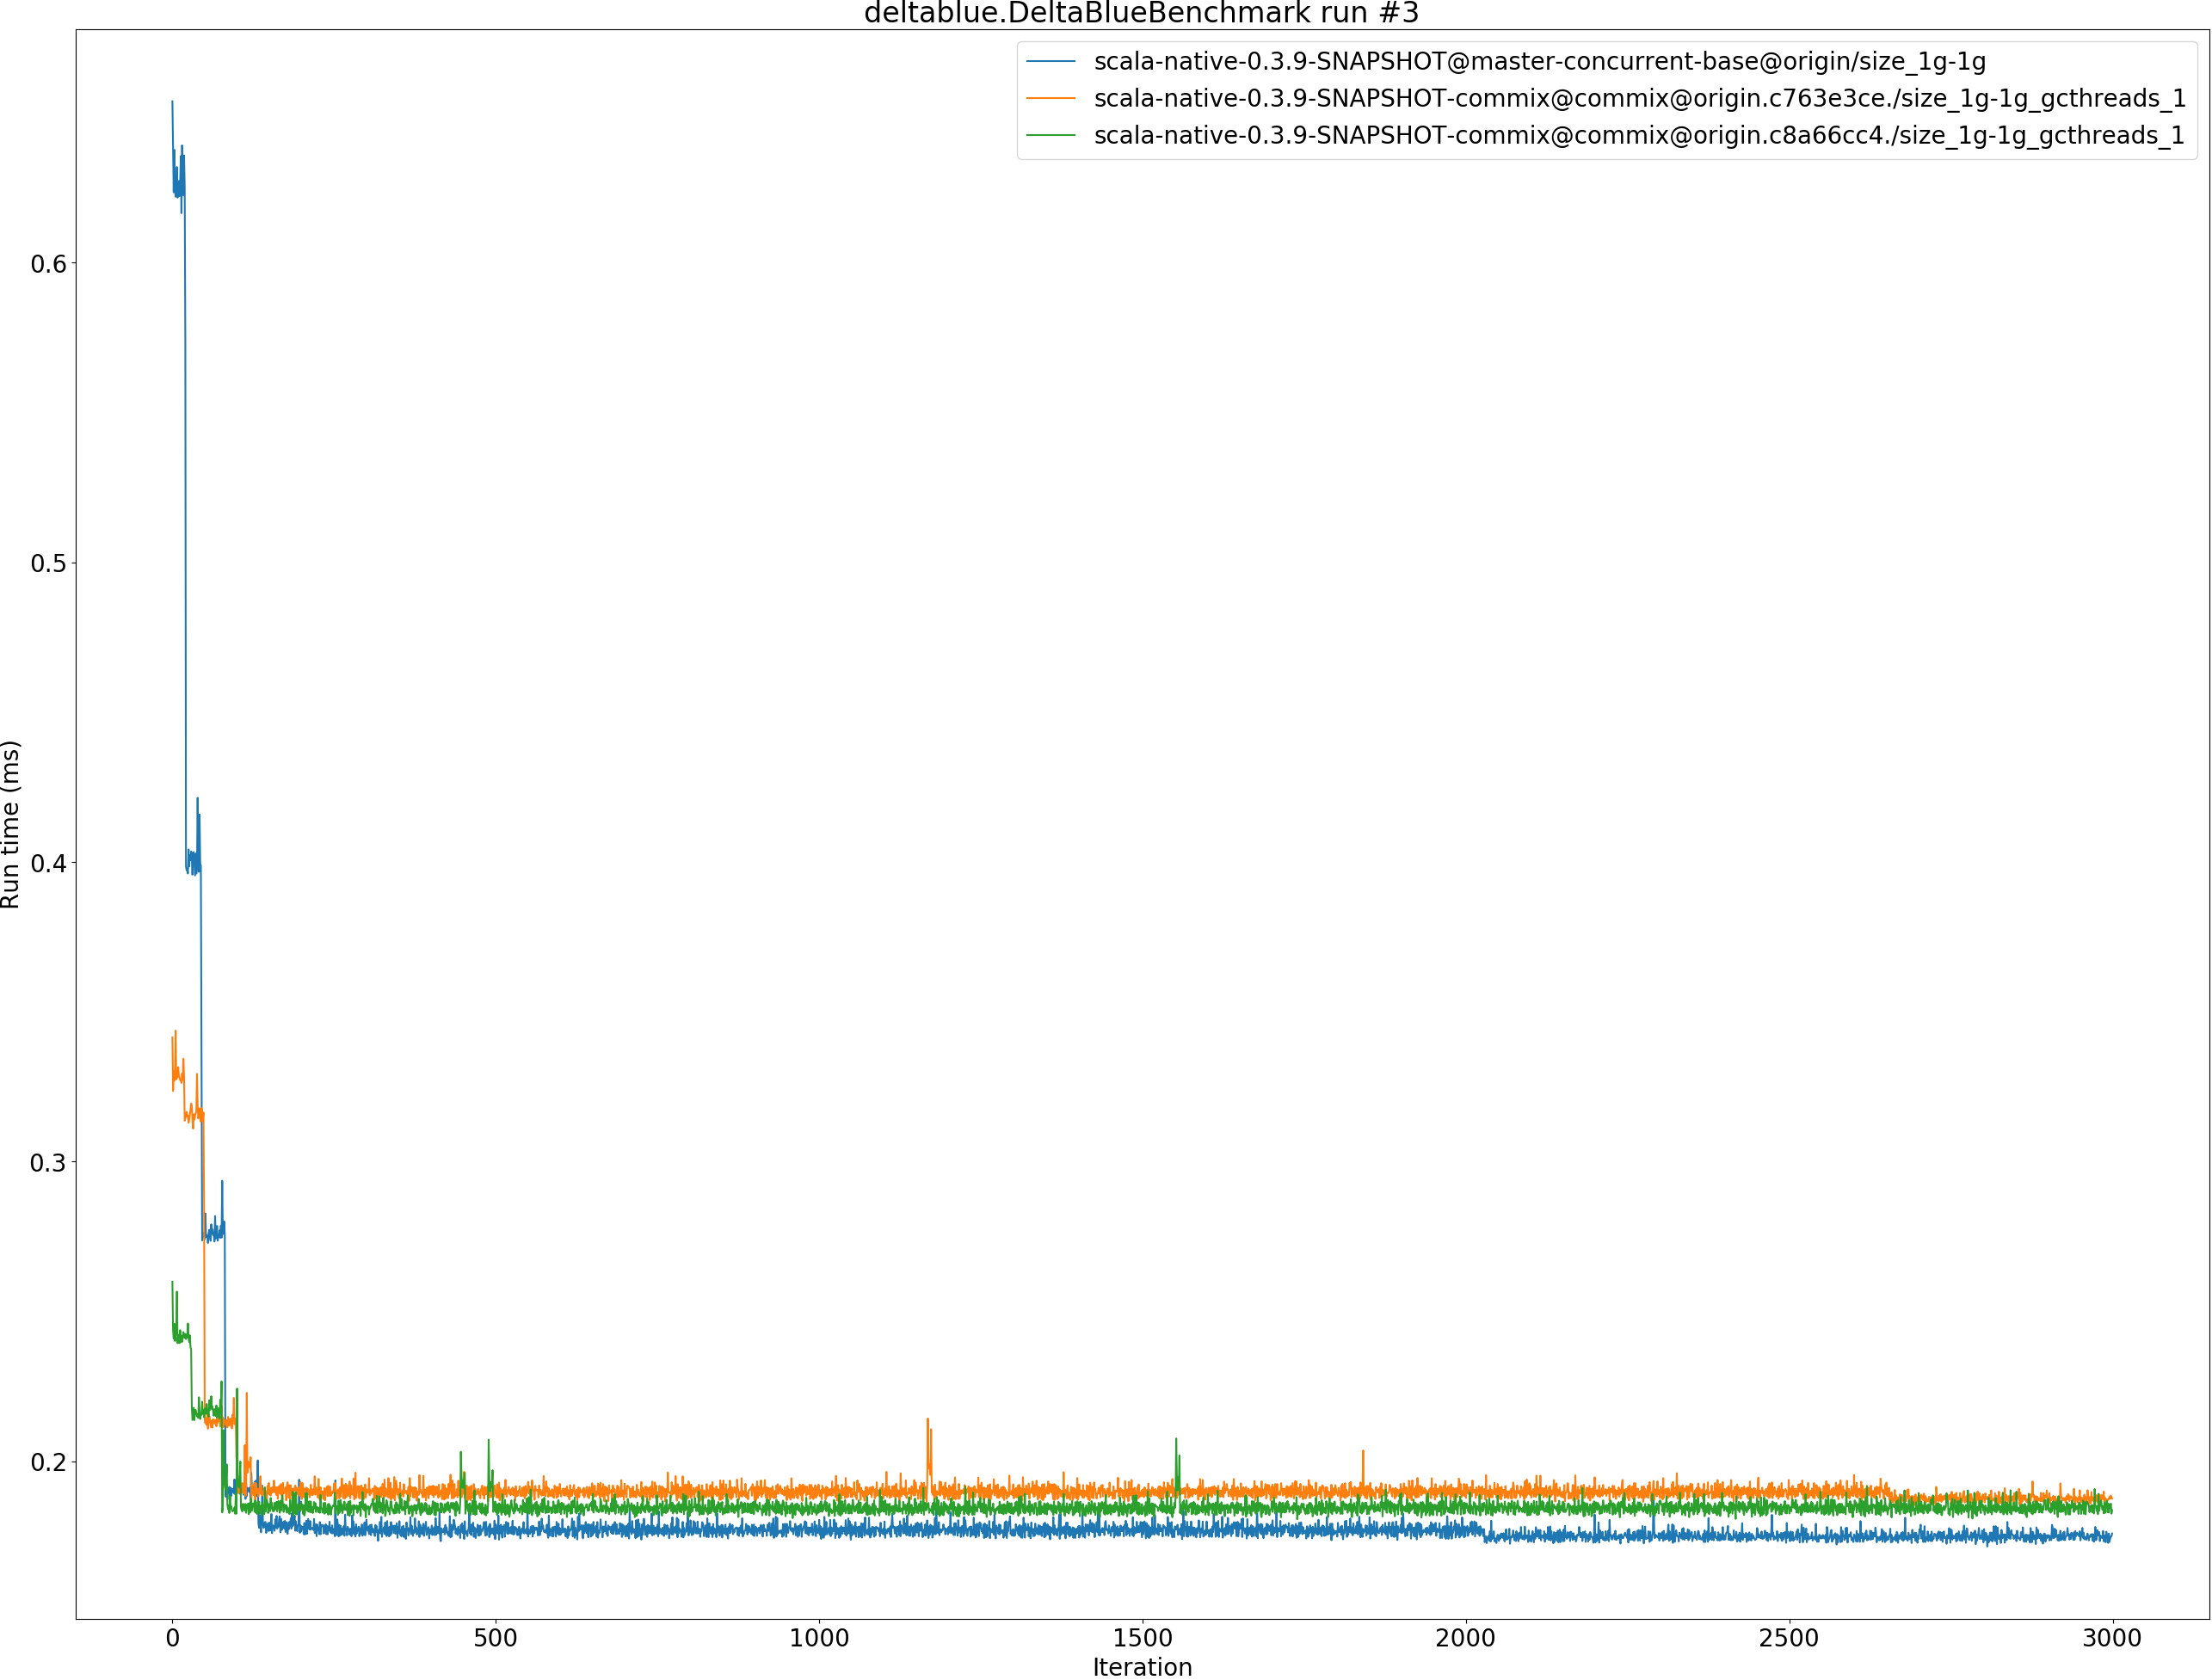 deltablue.DeltaBlueBenchmark run #3
scala-native-0.3.9-SNAPSHOT@master-concurrent-base@origin/size_1g-1g
scala-native-0.3.9-SNAPSHOT-commix@commix@origin.c763e3ce./size_1g-1g_gcthreads_1
scala-native-0.3.9-SNAPSHOT-commix@commix@origin.c8a66cc4./size_1g-1g_gcthreads_1
0.6
0.5
0.4
0.3
0.2
Run time (ms)
0 500 1000 1500 2000 2500 3000
Iteration